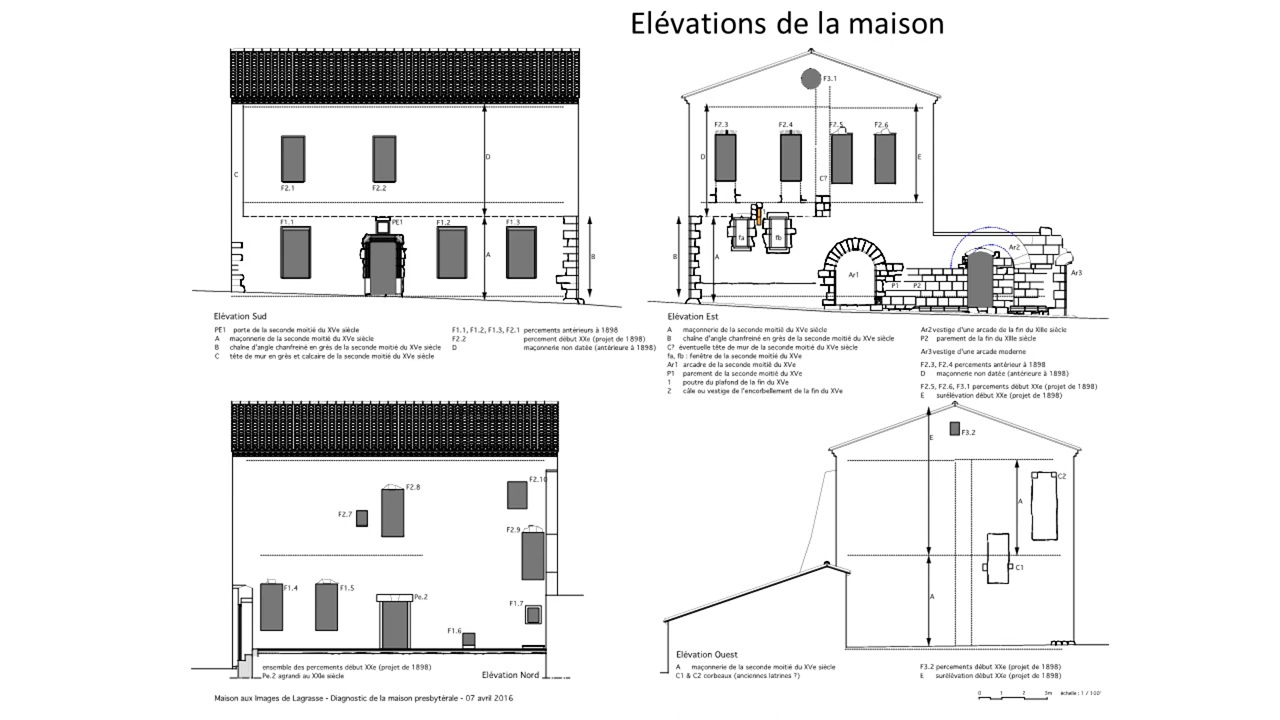 Elévations de la maison
F2.1
F2.2
C
D
F1.1
PE1
F1.2
F1.3
A
B
Elévation Sud
PE1 porte de la seconde moitié du XVe siècle
A maçonnerie de la seconde moitié du XVe siècle
B chaîne d'angle chanfreiné en grès de la seconde moitié du XVe siècle
C tête de mur en grés et calcaire de la seconde moitié du XVe siècle
F1.1, F1.2, F1.3, F2.1 percements antérieurs à 1898
F2.2 percement début XXe (projet de 1898)
D maçonnerie non datée (antérieure à 1898)
F3.1
F2.3
F2.4
F2.5
F2.6
D
E
C?
fa
fb
B
A
Ar1
P1
P2
Ar2
Ar3
Elévation Est
A maçonnerie de la seconde moitié du XVe siècle
B chaîne d'angle chanfreiné en grès de la seconde moitié du XVe siècle
C? éventuelle tête de mur de la seconde moitié du XVe siècle
fa, fb : fenêtre de la seconde moitié du XVe
Ar1 arcadre de la seconde moitié du XVe
P1 parement de la seconde moitié du XVe
1 poutre du plafond de la fin du XVe
2 câle ou vestige de l'encorbellement de la fin du XVe
Ar2vestige d'une arcade de la fin du XIIIe siècle
P2 parement de la fin du XIIIe siècle
Ar3vestige d'une arcade moderne
F2.3, F2.4 percements antérieur à 1898
D maçonnerie non datée (antérieure à 1898)
F2.5, F2.6, F3.1 percements début XXe (projet de 1898)
E surélévation début XXe (projet de 1898)
F2.8
F2.7
F2.10
F2.9
F1.4
F1.5
Pe.2
F1.7
F1.6
ensemble des percements début XXe (projet de 1898)
Pe.2 agrandi au XXIe siècle
Elévation Nord
F3.2
E
A
C2
C1
A
Elévation Ouest
A maçonnerie de la seconde moitié du XVe siècle
C1 & C2 corbeaux (anciennes latrines ?)
F3.2 percements début XXe (projet de 1898)
E surélévation début XXe (projet de 1898)
Maison aux Images de Lagrasse - Diagnostic de la maison presbytérale - 07 avril 2016
0 1 2 3m échelle : 1 / 100°